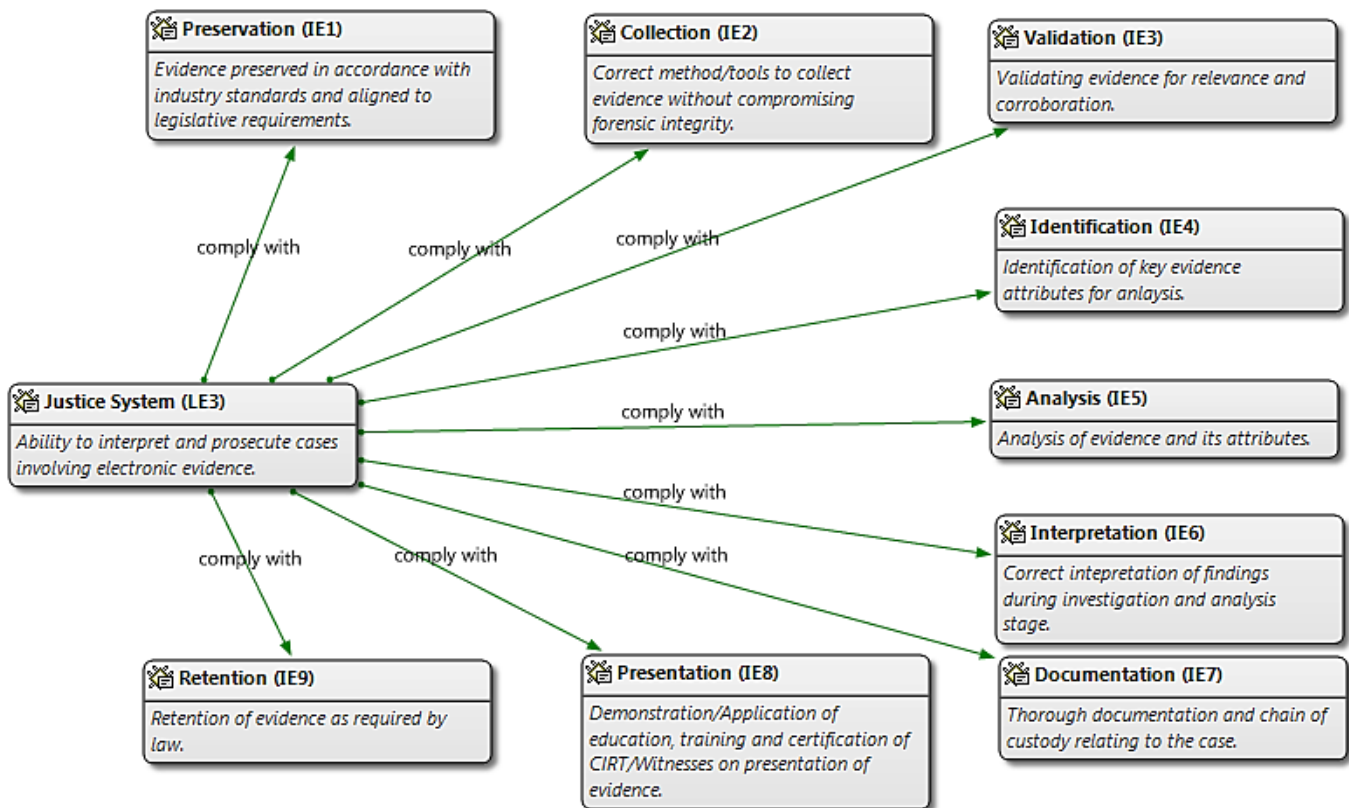 Preservation (IE1)
Evidence preserved in accordance with
industry standards and aligned to
legislative requirements.
Collection (IE2)
Correct method/tools to collect
evidence without compromising
forensic integrity.
Validation (IE3)
Validating evidence for relevance and
corroboration.
comply with
comply with
comply with
Identification (IE4)
Identification of key evidence
attributes for anlaysis.
comply with
Justice System (LE3)
Ability to interpret and prosecute cases
involving electronic evidence.
comply with
Analysis (IE5)
Analysis of evidence and its attributes.
comply with
Interpretation (IE6)
Correct intepretation of findings
during investigation and analysis
stage.
comply with
comply with
comply with
Retention (IE9)
Retention of evidence as required by
law.
Presentation (IE8)
Demonstration/Application of
education, training and certification of
CIRT/Witnesses on presentation of
evidence.
Documentation (IE7)
Thorough documentation and chain of
custody relating to the case.